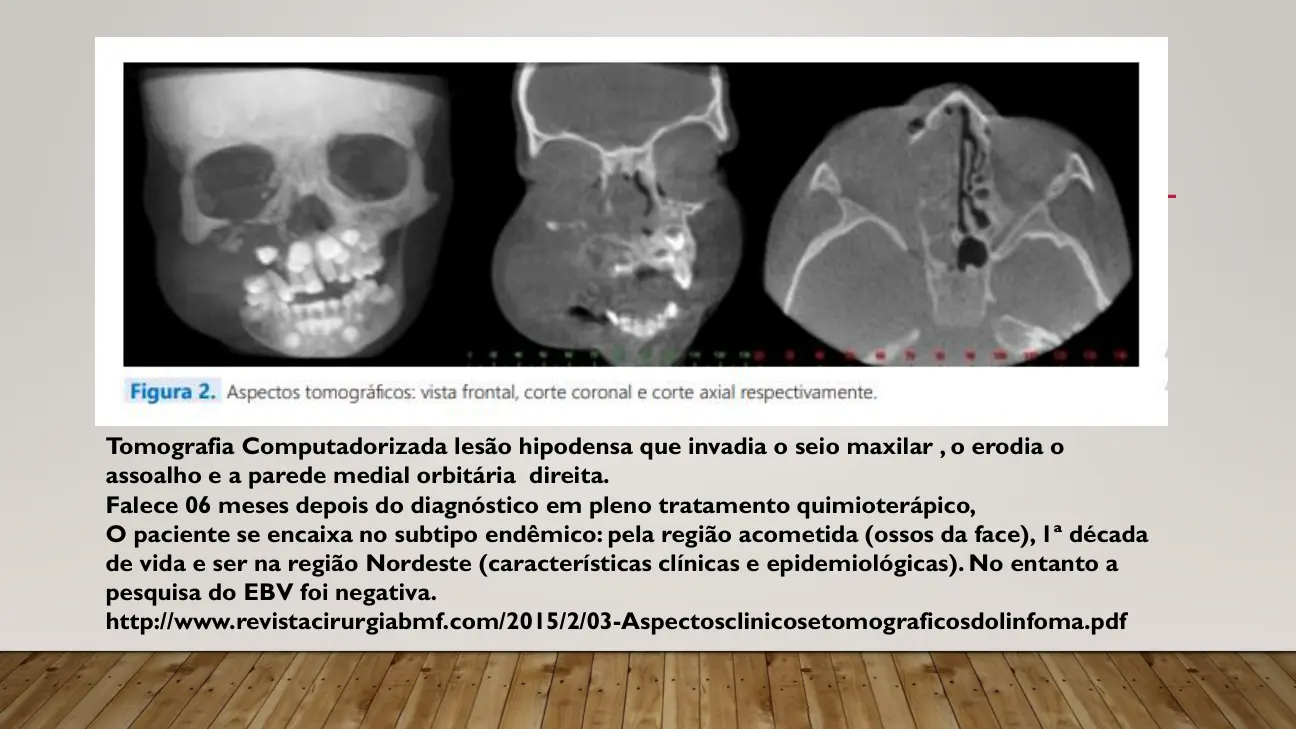 Figura 2. Aspectos tomográficos: vista frontal, corte coronal e corte axial respectivamente.
Tomografia Computadorizada lesão hipodensa que invadia o seio maxilar , o erodia o
assoalho e a parede medial orbitária direita.
Falece 06 meses depois do diagnóstico em pleno tratamento quimioterápico,
O paciente se encaixa no subtipo endêmico: pela região acometida (ossos da face), 1ª década
de vida e ser na região Nordeste (características clínicas e epidemiológicas). No entanto a
pesquisa do EBV foi negativa.
http://www.revistacirurgiabmf.com/2015/2/03-Aspectosclinicosetomograficosdolinfoma.pdf